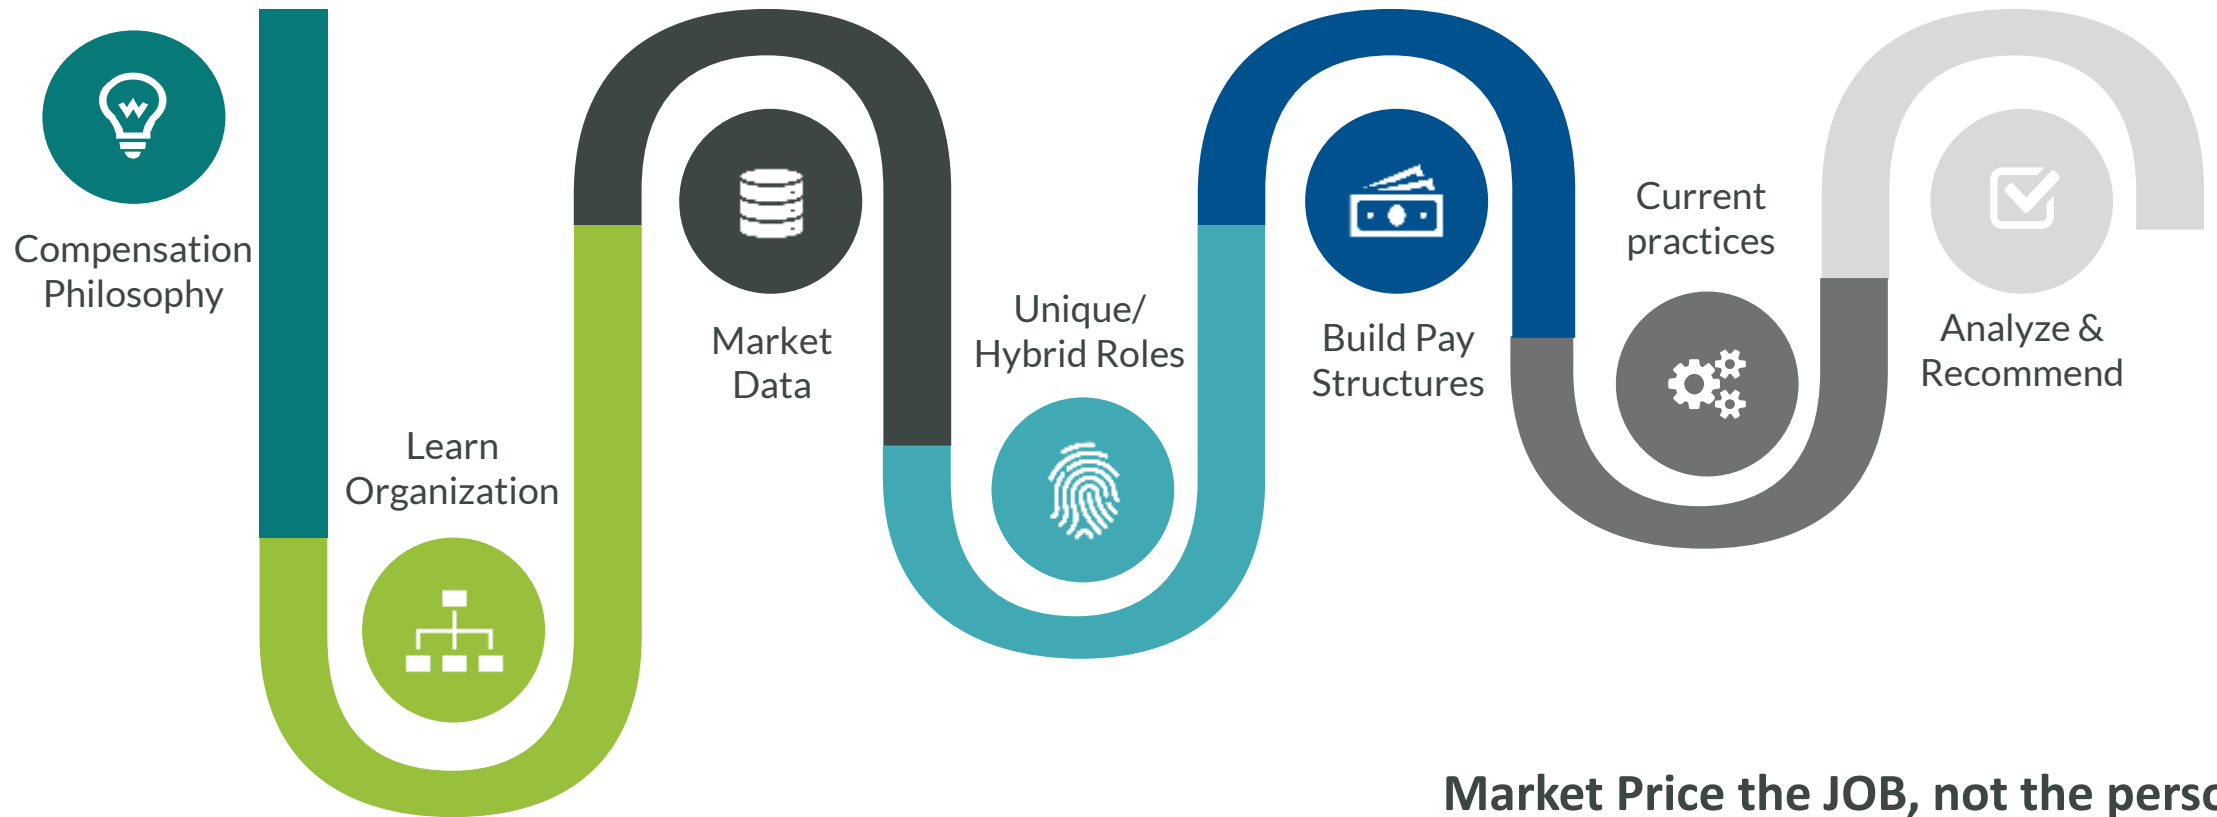 Compensation
Philosophy
Learn
Organization
Market
Data
Unique/
Hybrid Roles
Build Pay
Structures
Current
practices
Analyze &
Recommend
Market Price the JOB, not the perso